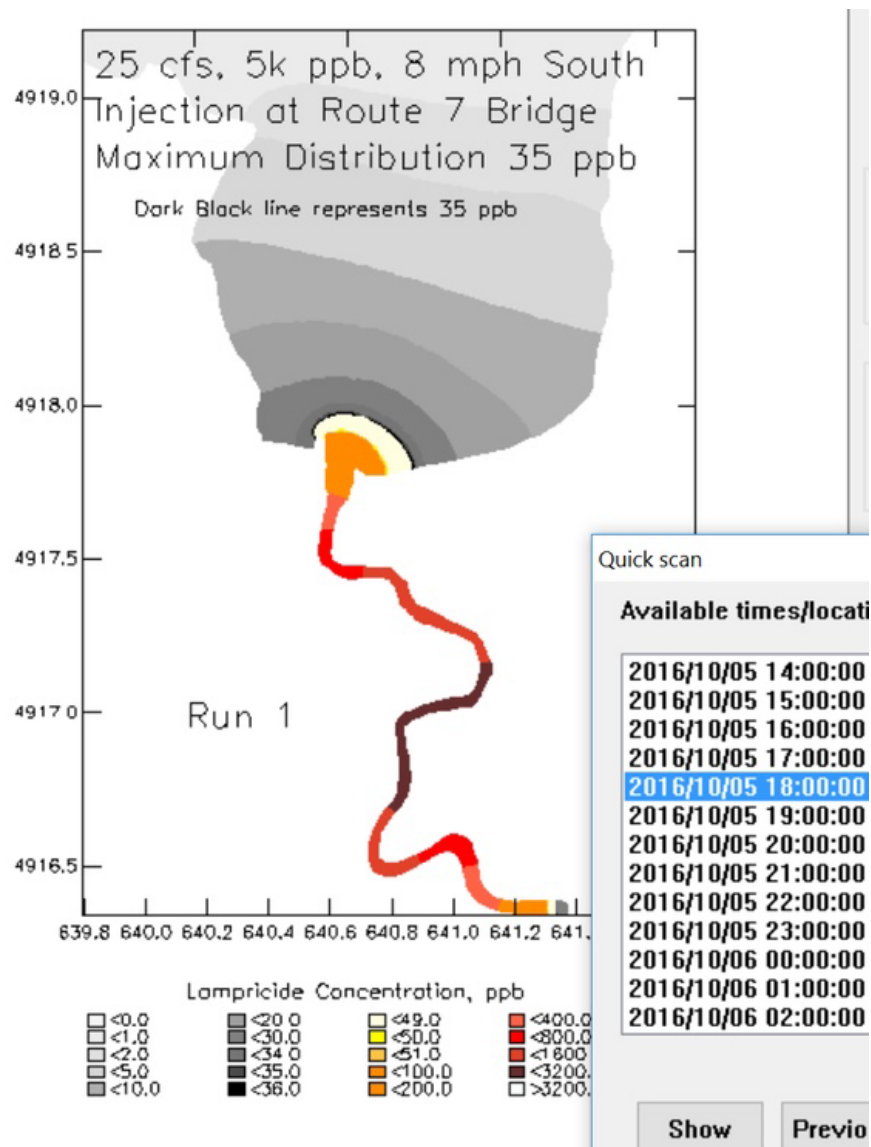 25 cfs, 5k ppb, 8 mph South
Injection at Route 7 Bridge
Maximum Distribution 35 ppb
Dark Black line represents 35 ppb
4919.0
4918.5
4918.0
4917.5
4917.0
4916.5
Run 1
639.8 640.0 640.2 640.4 640.6 640.8 641.0 641.2 641.
Lampricide Concentration, ppb
<0.0 <20.0 <49.0 <400.0
<1.0 <30.0 <50.0 <800.0
<2.0 <34.0 <51.0 <1600
<5.0 <35.0 <100.0 <3200.
<10.0 <36.0 <200.0 >3200.
Quick scan
Available times/locati
2016/10/05 14:00:00
2016/10/05 15:00:00
2016/10/05 16:00:00
2016/10/05 17:00:00
2016/10/05 18:00:00
2016/10/05 19:00:00
2016/10/05 20:00:00
2016/10/05 21:00:00
2016/10/05 22:00:00
2016/10/05 23:00:00
2016/10/06 00:00:00
2016/10/06 01:00:00
2016/10/06 02:00:00
Show Previo